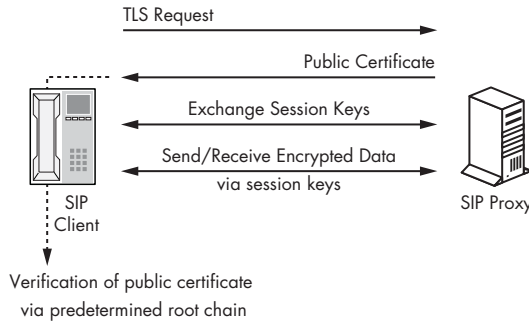 TLS Request
Public Certificate
Exchange Session Keys
Send/Receive Encrypted Data
via session keys
SIP
Client
SIP Proxy
Verification of public certificate
via predetermined root chain